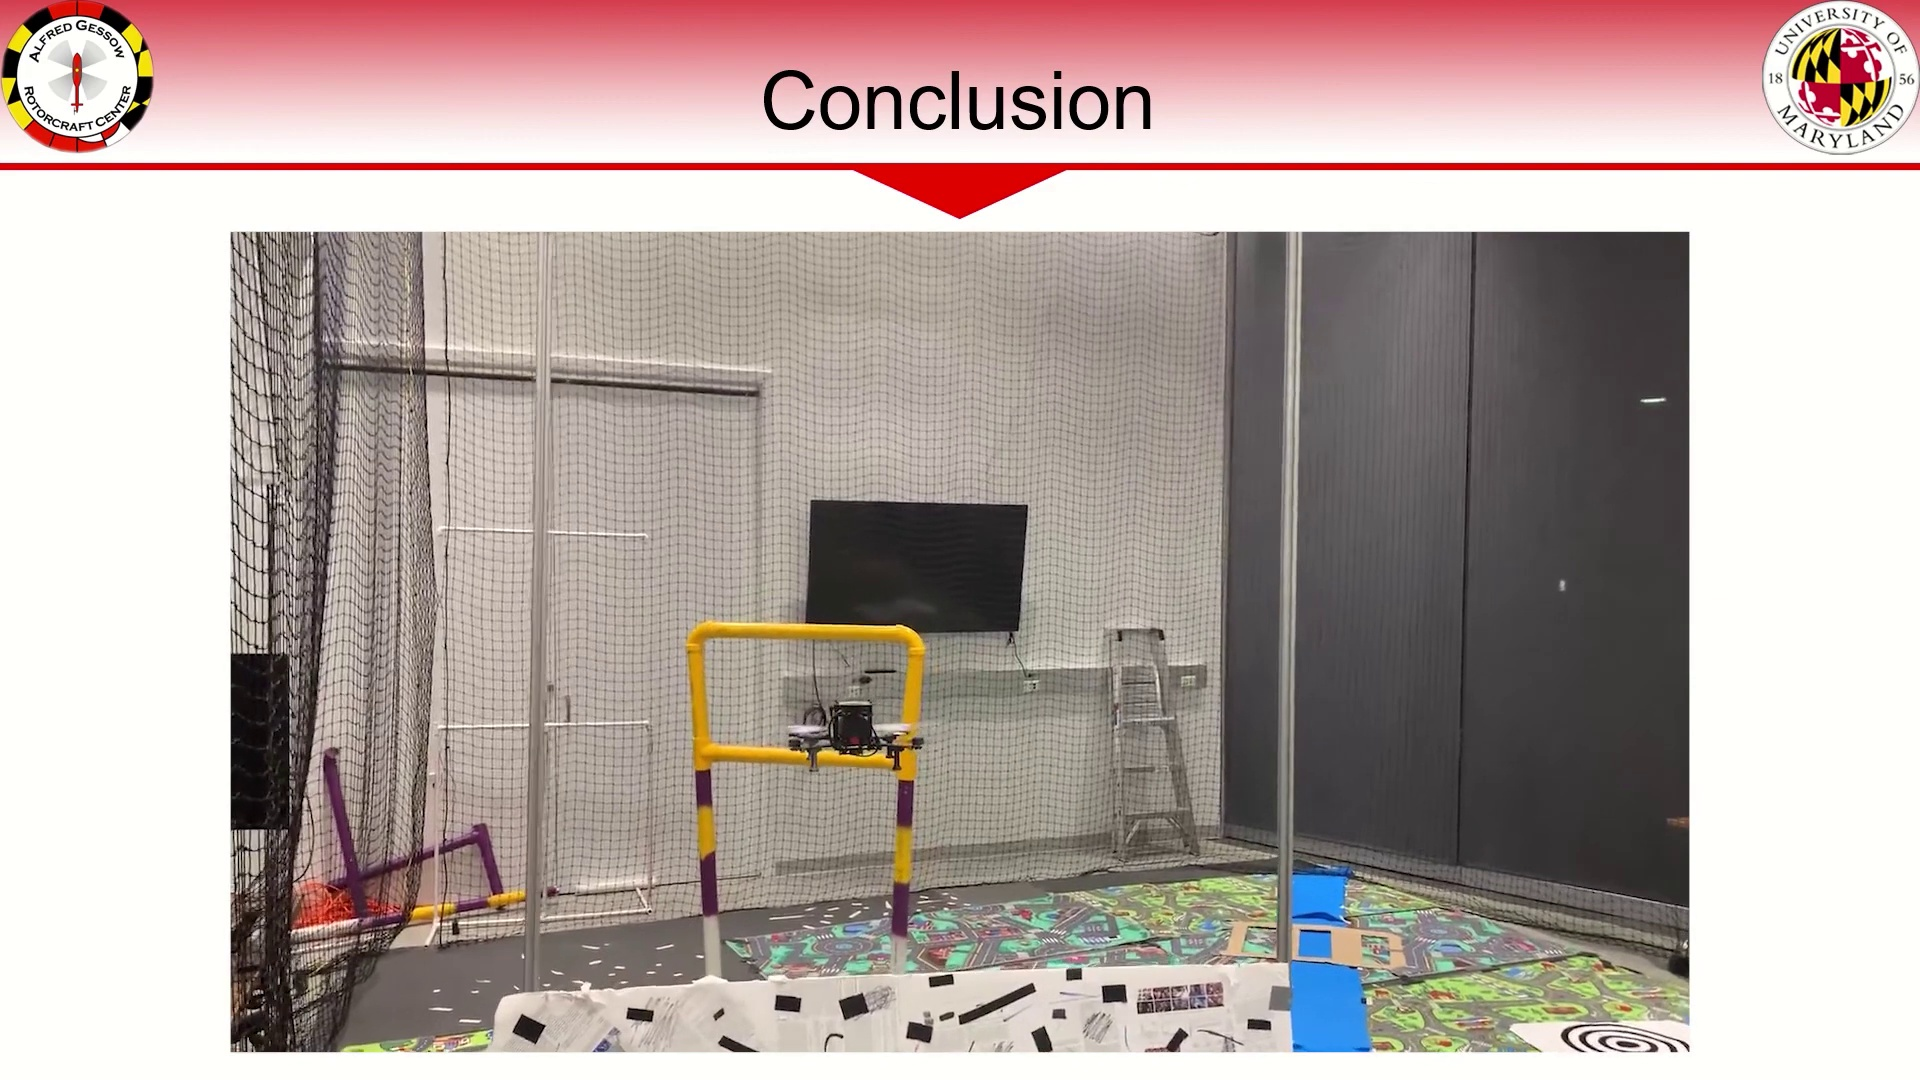 ALFRED GESSOW
ROTORCRAFT CENTER
Conclusion
UNIVERSITY OF
18 56
MARYLAND